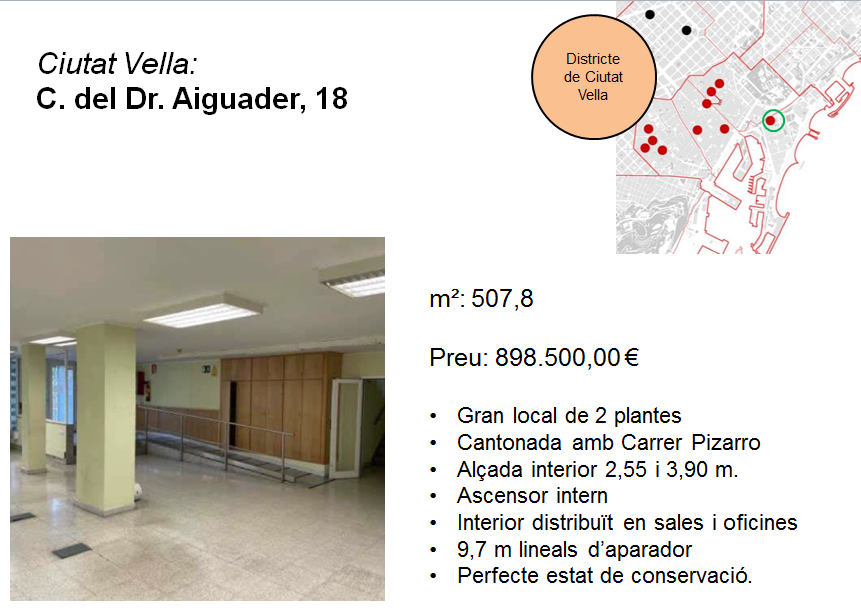 Ciutat Vella:
C. del Dr. Aiguader, 18
Districte
de Ciutat
Vella
m²: 507,8
Preu: 898.500,00 €
• Gran local de 2 plantes
• Cantonada amb Carrer Pizarro
• Alçada interior 2,55 i 3,90 m.
• Ascensor intern
• Interior distribuït en sales i oficines
• 9,7 m lineals d’aparador
• Perfecte estat de conservació.